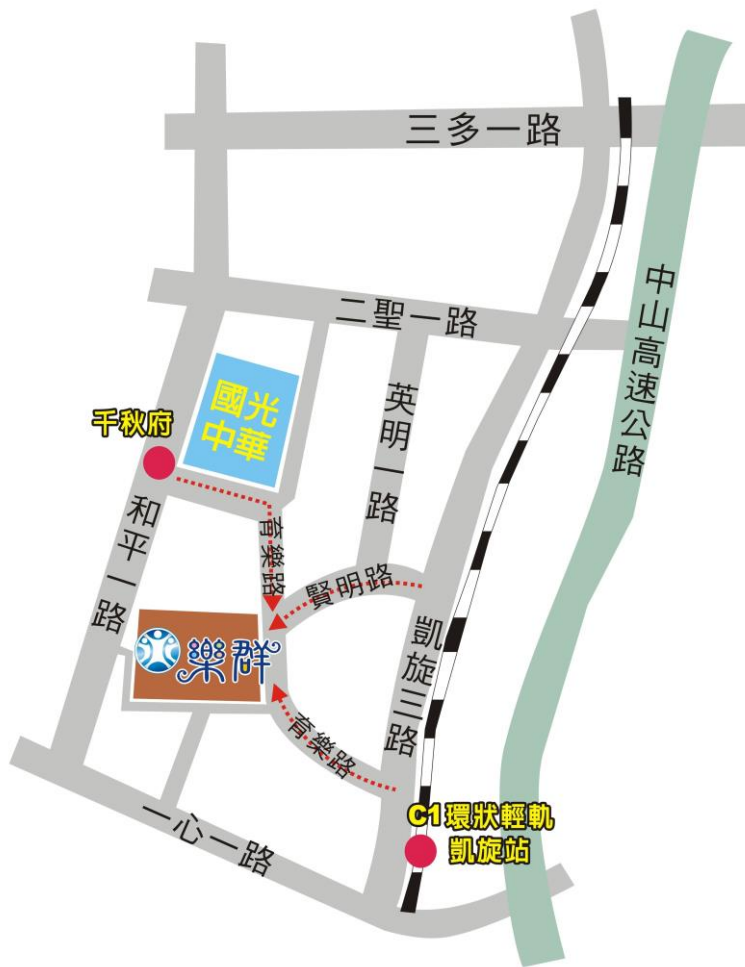 三多一路
中山高速公路
二聖一路
國光
中華
英明一路
千秋府
和平一路
育樂路
賢明路
凱旋三路
樂群
育樂路
C1環狀輕軌
凱旋站
一心一路